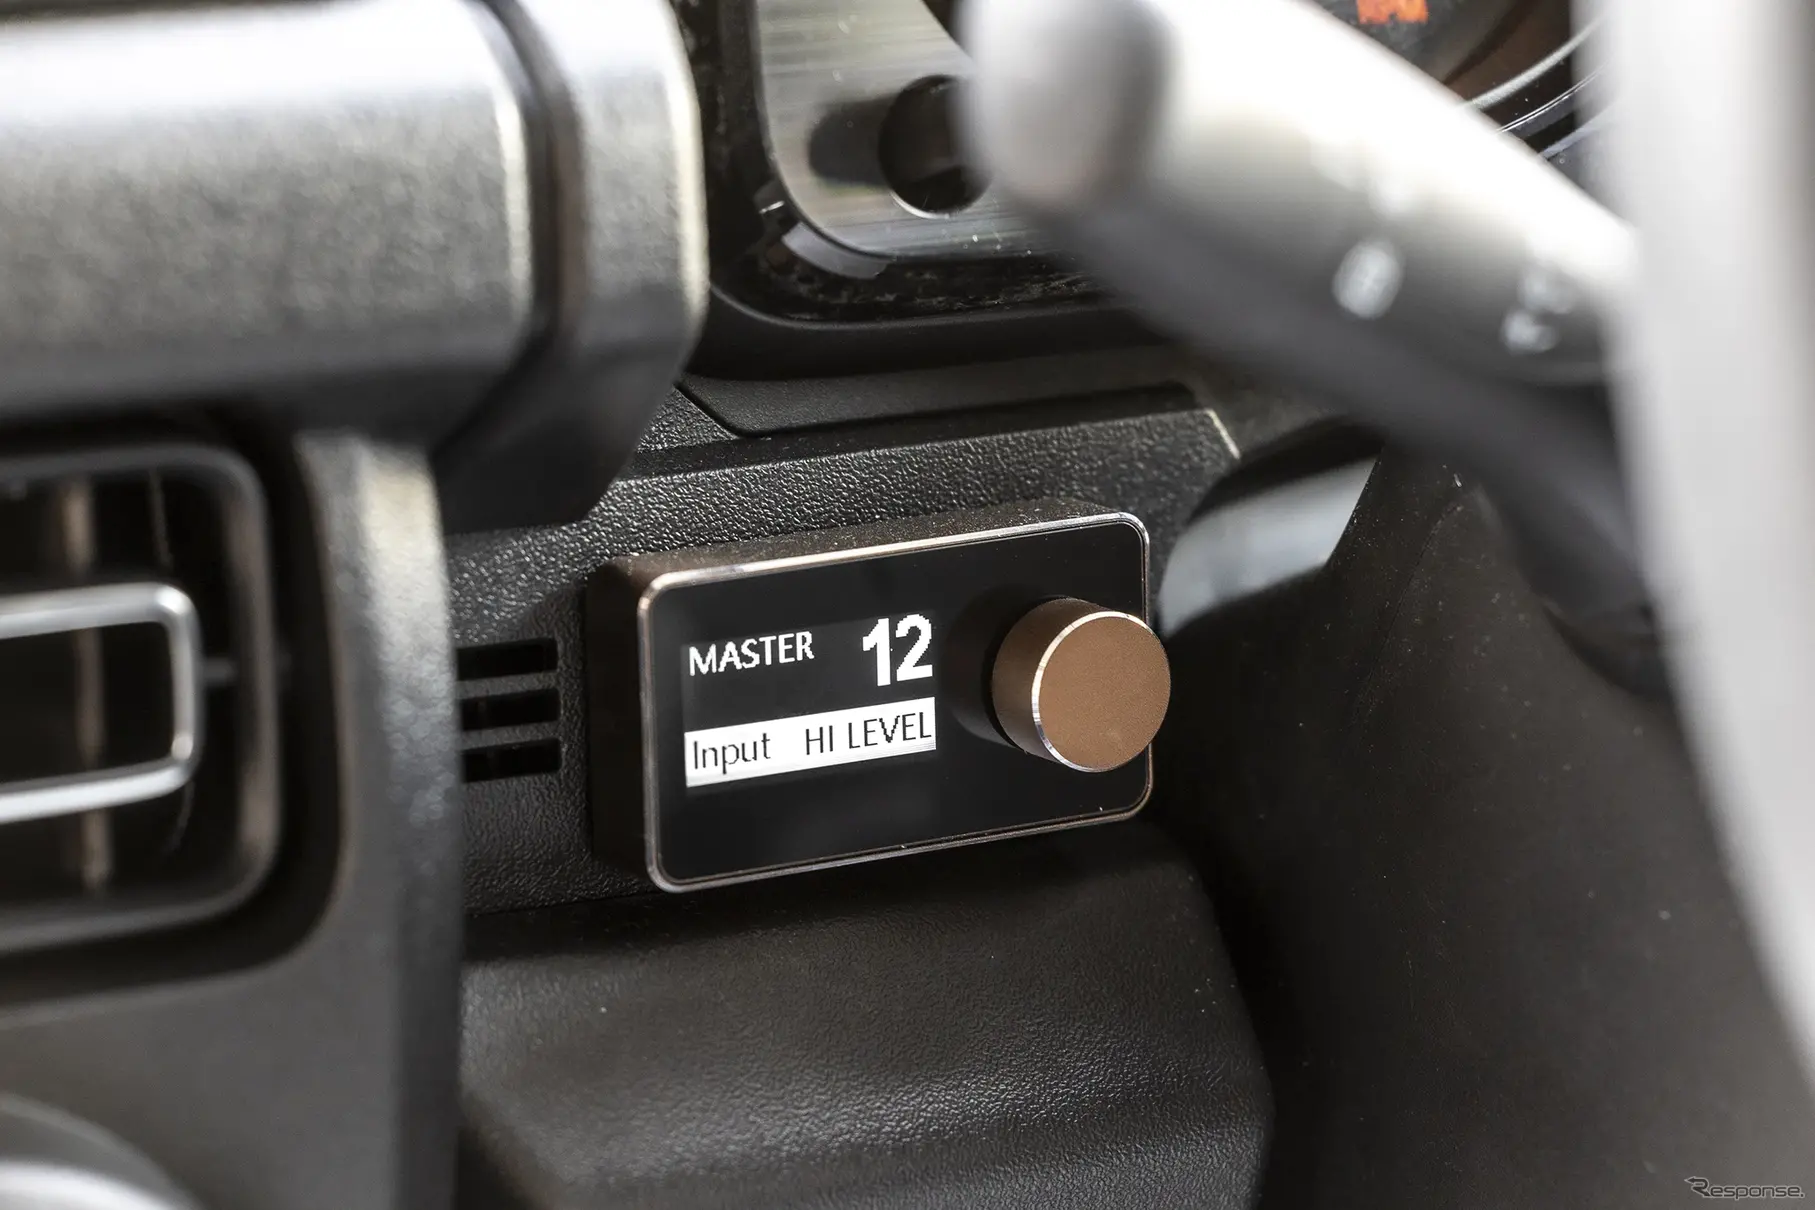 MASTER 12
Input HI LEVEL
Response.